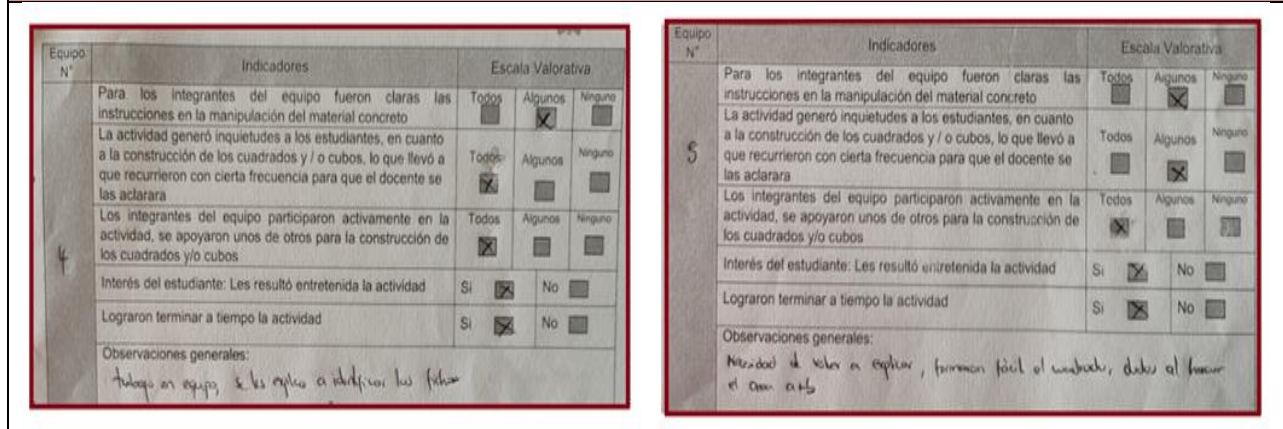 Equipo N°
Indicadores
Escala Valorativa
4
Para los integrantes del equipo fueron claras las
instrucciones en la manipulación del material concreto
Todos Algunos Ninguno
La actividad generó inquietudes a los estudiantes, en cuanto
a la construcción de los cuadrados y / o cubos, lo que llevó a
que recurrieron con cierta frecuencia para que el docente se
las aclarara
Todos Algunos Ninguno
Los integrantes del equipo participaron activamente en la
actividad, se apoyaron unos de otros para la construcción de
los cuadrados y/o cubos
Todos Algunos Ninguno
Interés del estudiante: Les resultó entretenida la actividad
Si No
Lograron terminar a tiempo la actividad
Si No
Observaciones generales:
trabajo en equipo, se les explico a identificar las fichas
Equipo N°
Indicadores
Escala Valorativa
5
Para los integrantes del equipo fueron claras las
instrucciones en la manipulación del material concreto
Todos Algunos Ninguno
La actividad generó inquietudes a los estudiantes, en cuanto
a la construcción de los cuadrados y / o cubos, lo que llevó a
que recurrieron con cierta frecuencia para que el docente se
las aclarara
Todos Algunos Ninguno
Los integrantes del equipo participaron activamente en la
actividad, se apoyaron unos de otros para la construcción de
los cuadrados y/o cubos
Todos Algunos Ninguno
Interés del estudiante: Les resultó entretenida la actividad
Si No
Lograron terminar a tiempo la actividad
Si No
Observaciones generales:
Necesidad de volver a explicar, formaron fácil el cuadrado, dudas al hacer
el a+b